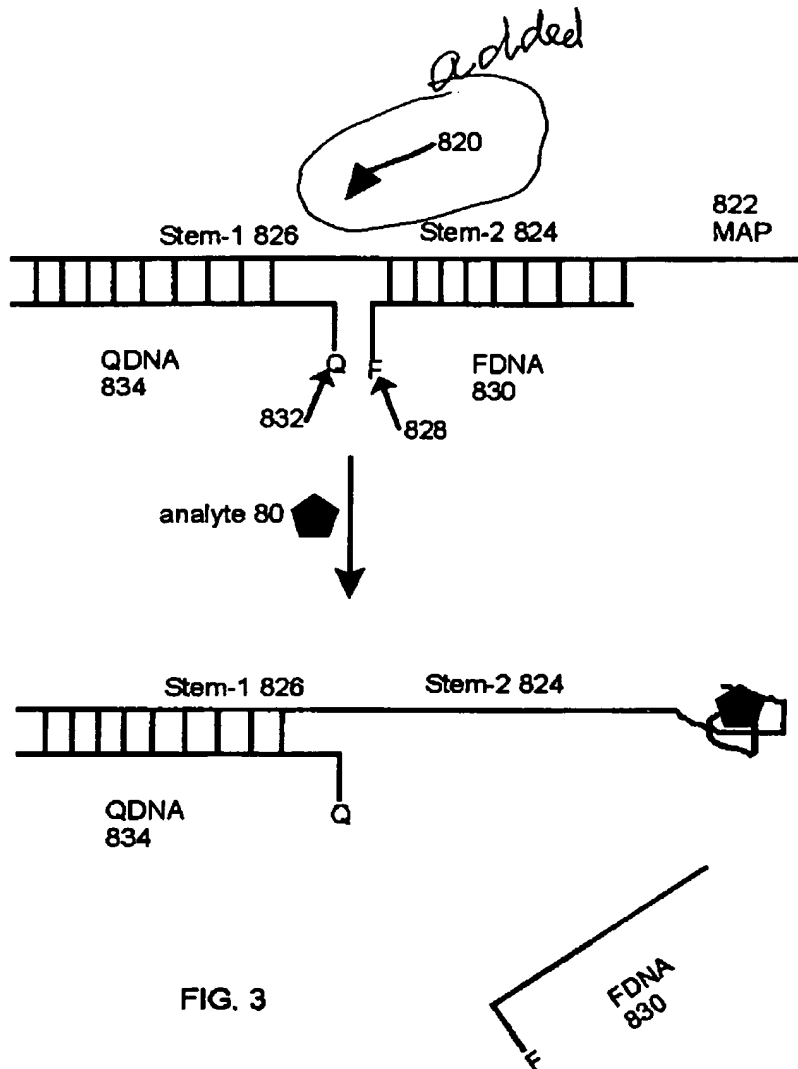 added
820
822
MAP
Stem-1 826
Stem-2 824
QDNA
834
Q
F
FDNA
830
832
828
analyte 80
Stem-1 826
Stem-2 824
QDNA
834
Q
FIG. 3
FDNA
830
F